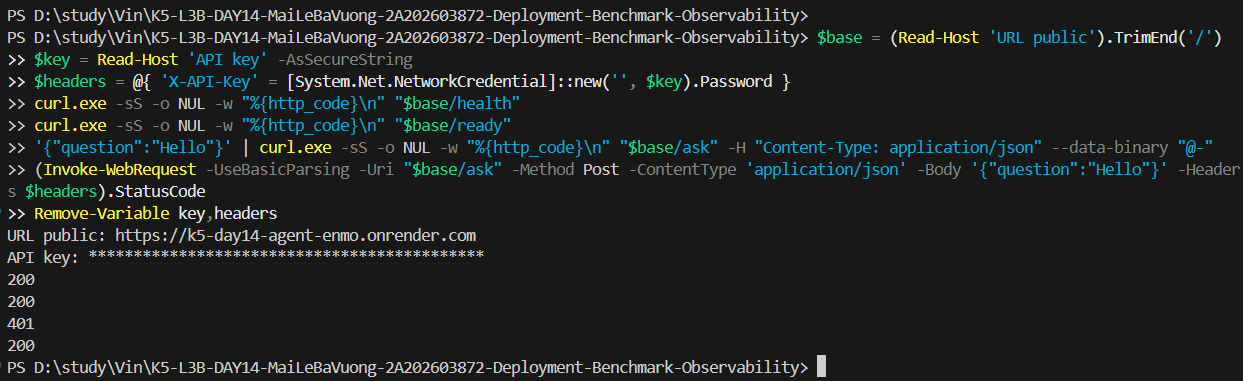 PS D:\study\Vin\K5-L3B-DAY14-MaiLeBaVuong-2A202603872-Deployment-Benchmark-Observability>
PS D:\study\Vin\K5-L3B-DAY14-MaiLeBaVuong-2A202603872-Deployment-Benchmark-Observability> $base = (Read-Host 'URL public').TrimEnd('/')
>> $key = Read-Host 'API key' -AsSecureString
>> $headers = @{ 'X-API-Key' = [System.Net.NetworkCredential]::new('', $key).Password }
>> curl.exe -sS -o NUL -w "%{http_code}\n" "$base/health"
>> curl.exe -sS -o NUL -w "%{http_code}\n" "$base/ready"
>> '{"question":"Hello"}' | curl.exe -sS -o NUL -w "%{http_code}\n" "$base/ask" -H "Content-Type: application/json" --data-binary "@-"
>> (Invoke-WebRequest -UseBasicParsing -Uri "$base/ask" -Method Post -ContentType 'application/json' -Body '{"question":"Hello"}' -Header
s $headers).StatusCode
>> Remove-Variable key,headers
URL public: https://k5-day14-agent-enmo.onrender.com
API key: ********************************************
200
200
401
200
PS D:\study\Vin\K5-L3B-DAY14-MaiLeBaVuong-2A202603872-Deployment-Benchmark-Observability>